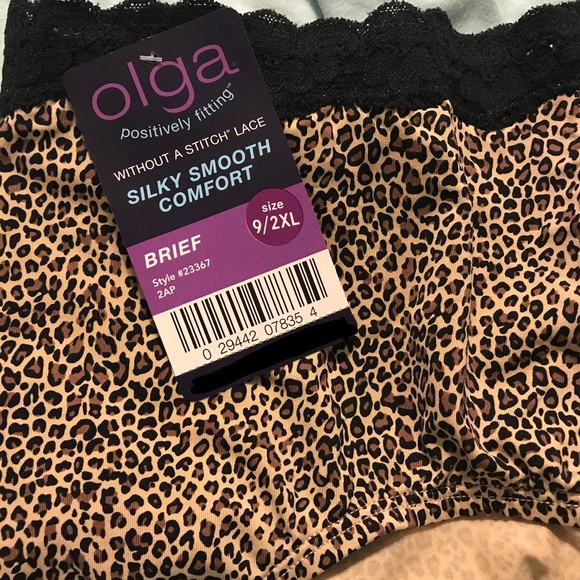 olga
positively fitting™
WITHOUT A STITCH® LACE
SILKY SMOOTH
COMFORT
size
9/2XL
BRIEF
Style #23367
2AP
0 29442 07835 4